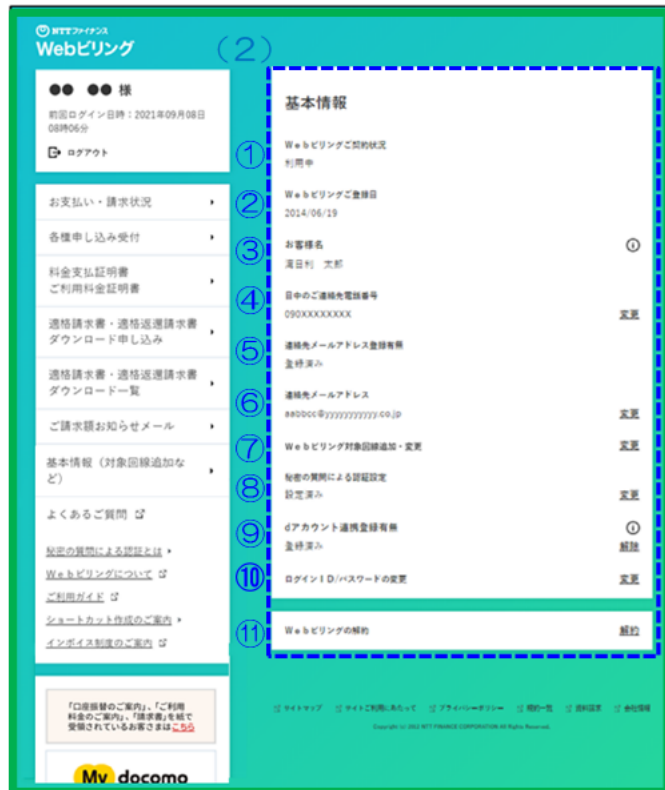 NTTファイナンス
Webビリング
(2)
●● ●● 様
前回ログイン日時：2021年09月08日
08時06分
ログアウト
お支払い・請求状況
各種申し込み受付
料金支払証明書
ご利用料金証明書
適格請求書・適格返還請求書
ダウンロード申し込み
適格請求書・適格返還請求書
ダウンロード一覧
ご請求額お知らせメール
基本情報（対象回線追加な
ど）
よくあるご質問
秘密の質問による認証とは
Ｗｅｂビリングについて
ご利用ガイド
ショートカット作成のご案内
インボイス制度のご案内
「口座振替のご案内」、「ご利用
料金のご案内」、「請求書」を紙で
受領されているお客さまはこちら
My docomo
基本情報
① Ｗｅｂビリングご契約状況
利用中
② Ｗｅｂビリングご登録日
2014/06/19
③ お客様名
太郎
④ 日中のご連絡先電話番号
090XXXXXXXX 変更
⑤ 連絡先メールアドレス登録有無
登録済み
⑥ 連絡先メールアドレス
aabbcc@yyyyyyyyyyy.co.jp 変更
⑦ Ｗｅｂビリング対象回線追加・変更 変更
⑧ 秘密の質問による認証設定
設定済み 変更
⑨ dアカウント連携登録有無
登録済み 解除
⑩ ログインＩＤ/パスワードの変更 変更
⑪ Ｗｅｂビリングの解約 解約
サイトマップ サイトご利用にあたって プライバシーポリシー 規約一覧 資料請求 会社情報
Copyright (c) 2012 NTT FINANCE CORPORATION All Rights Reserved.